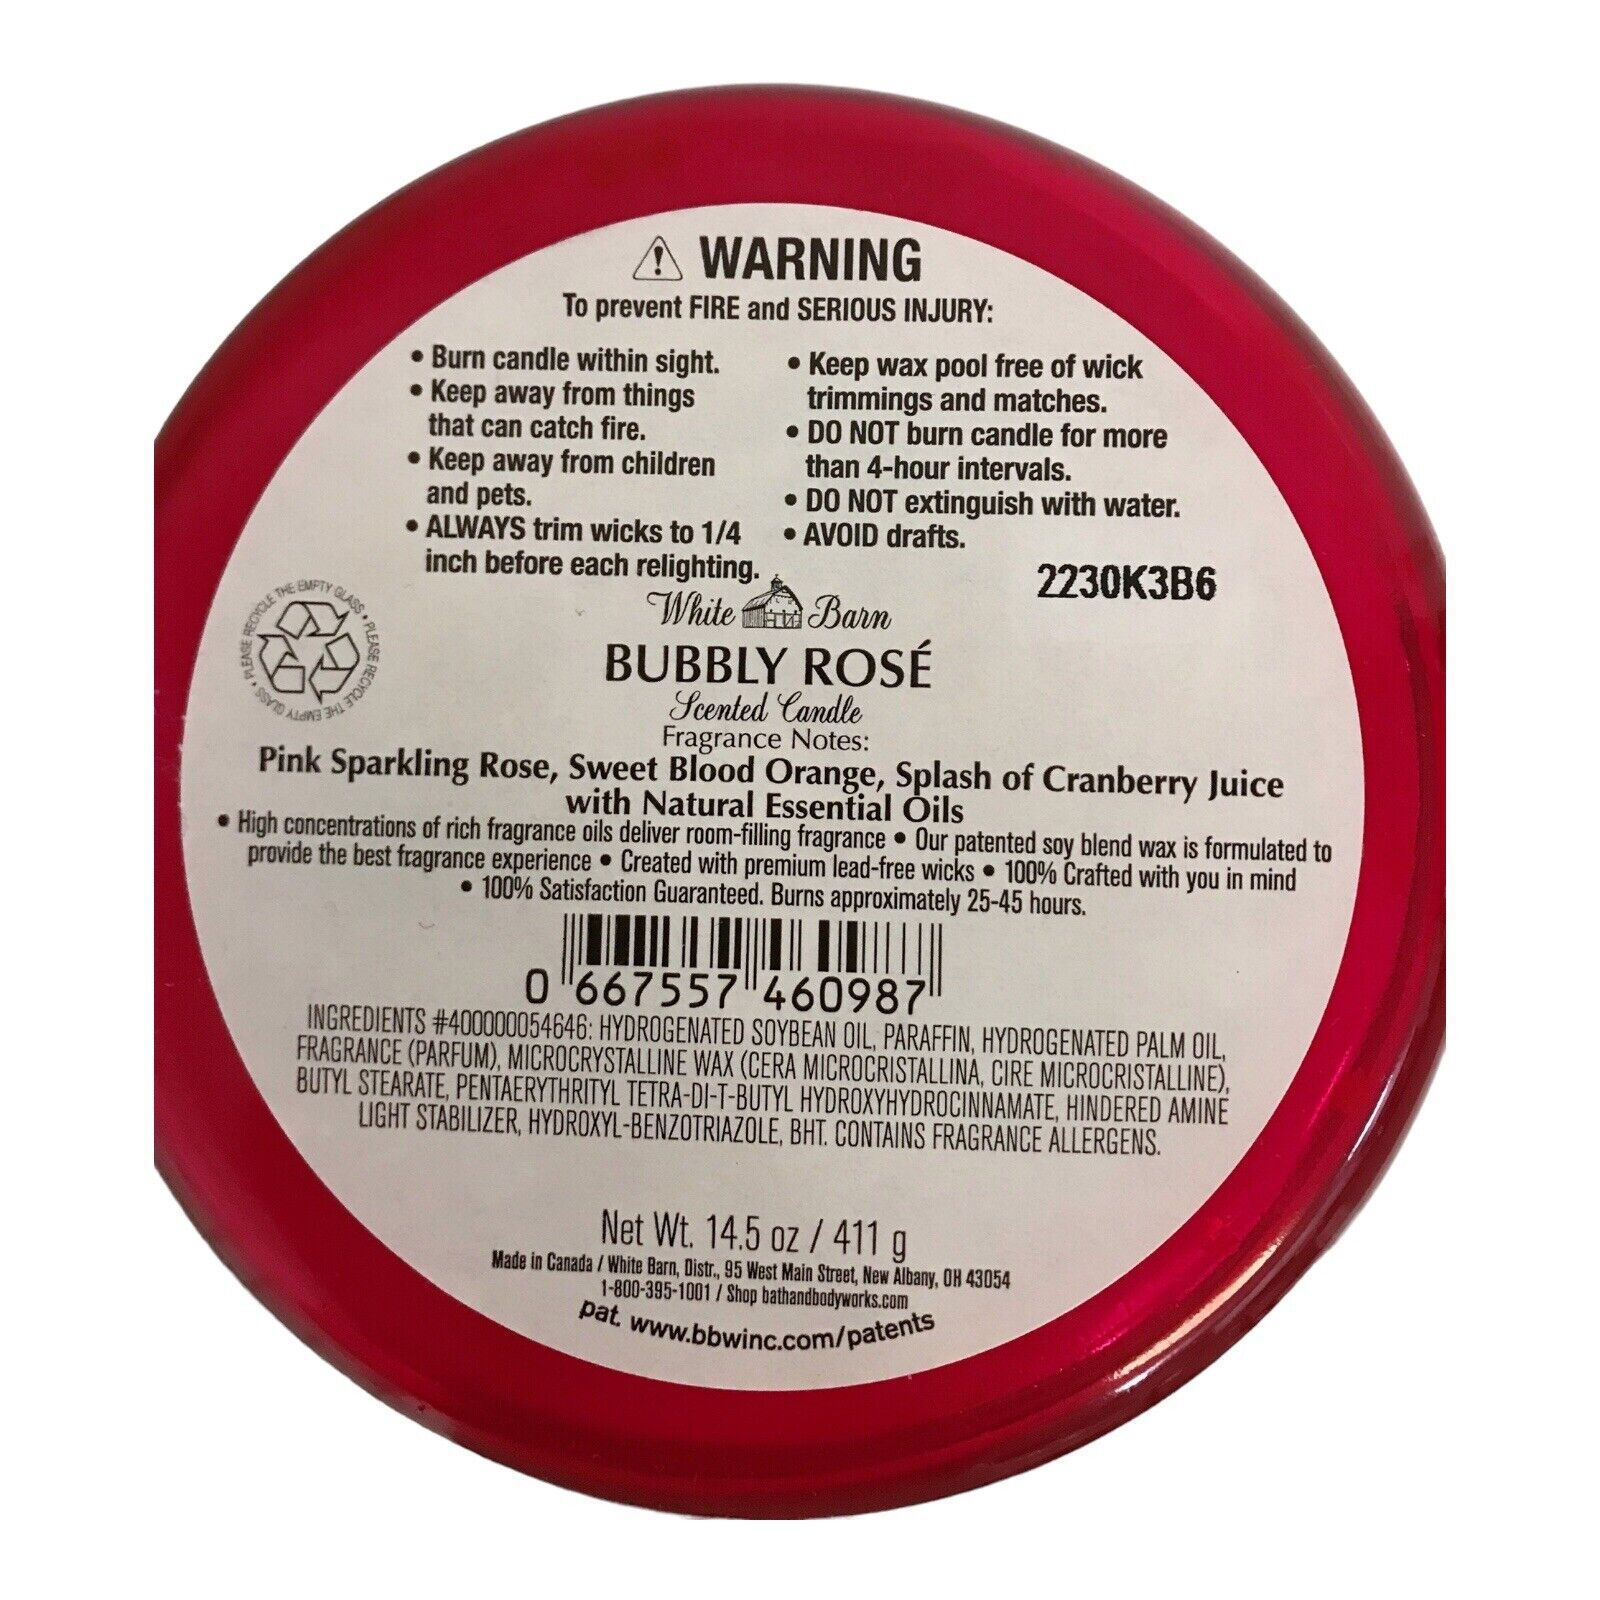 ⚠ WARNING
To prevent FIRE and SERIOUS INJURY:
• Burn candle within sight.
• Keep away from things
that can catch fire.
• Keep away from children
and pets.
• ALWAYS trim wicks to 1/4
inch before each relighting.
• Keep wax pool free of wick
trimmings and matches.
• DO NOT burn candle for more
than 4-hour intervals.
• DO NOT extinguish with water.
• AVOID drafts.
2230K3B6
PLEASE RECYCLE THE EMPTY GLASS • PLEASE RECYCLE THE EMPTY GLASS •
White Barn
BUBBLY ROSÉ
Scented Candle
Fragrance Notes:
Pink Sparkling Rose, Sweet Blood Orange, Splash of Cranberry Juice
with Natural Essential Oils
• High concentrations of rich fragrance oils deliver room-filling fragrance • Our patented soy blend wax is formulated to
provide the best fragrance experience • Created with premium lead-free wicks • 100% Crafted with you in mind
• 100% Satisfaction Guaranteed. Burns approximately 25-45 hours.
0 667557 460987
INGREDIENTS #400000054646: HYDROGENATED SOYBEAN OIL, PARAFFIN, HYDROGENATED PALM OIL,
FRAGRANCE (PARFUM), MICROCRYSTALLINE WAX (CERA MICROCRISTALLINA, CIRE MICROCRISTALLINE),
BUTYL STEARATE, PENTAERYTHRITYL TETRA-DI-T-BUTYL HYDROXYHYDROCINNAMATE, HINDERED AMINE
LIGHT STABILIZER, HYDROXYL-BENZOTRIAZOLE, BHT. CONTAINS FRAGRANCE ALLERGENS.
Net Wt. 14.5 oz / 411 g
Made in Canada / White Barn, Distr., 95 West Main Street, New Albany, OH 43054
1-800-395-1001 / Shop bathandbodyworks.com
pat. www.bbwinc.com/patents